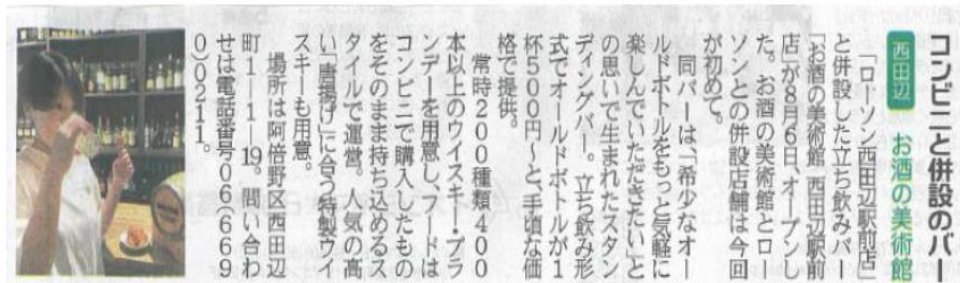 コンビニと併設のバー
西田辺 お酒の美術館
「ローソン西田辺駅前店」
と併設した立ち飲みバー
「お酒の美術館 西田辺駅前
店」が8月6日、オープンし
た。お酒の美術館とロー
ソンとの併設店舗は今回
が初めて。
同バーは、「希少なオー
ルドボトルをもっと気軽に
楽しんでいただきたい」と
の思いで生まれたスタン
ディングバー。立ち飲み形
式でオールドボトルが1
杯500円〜と、手頃な価
格で提供。
常時200種類400
本以上のウイスキー・ブラ
ンデーを用意し、フードは
コンビニで購入したもの
をそのまま持ち込めるス
タイルで運営。人気の高
い「唐揚げ」に合う特製ウイ
スキーも用意。
場所は阿倍野区西田辺
町1―1―19。問い合わ
せは電話番号06(669
0)0211。